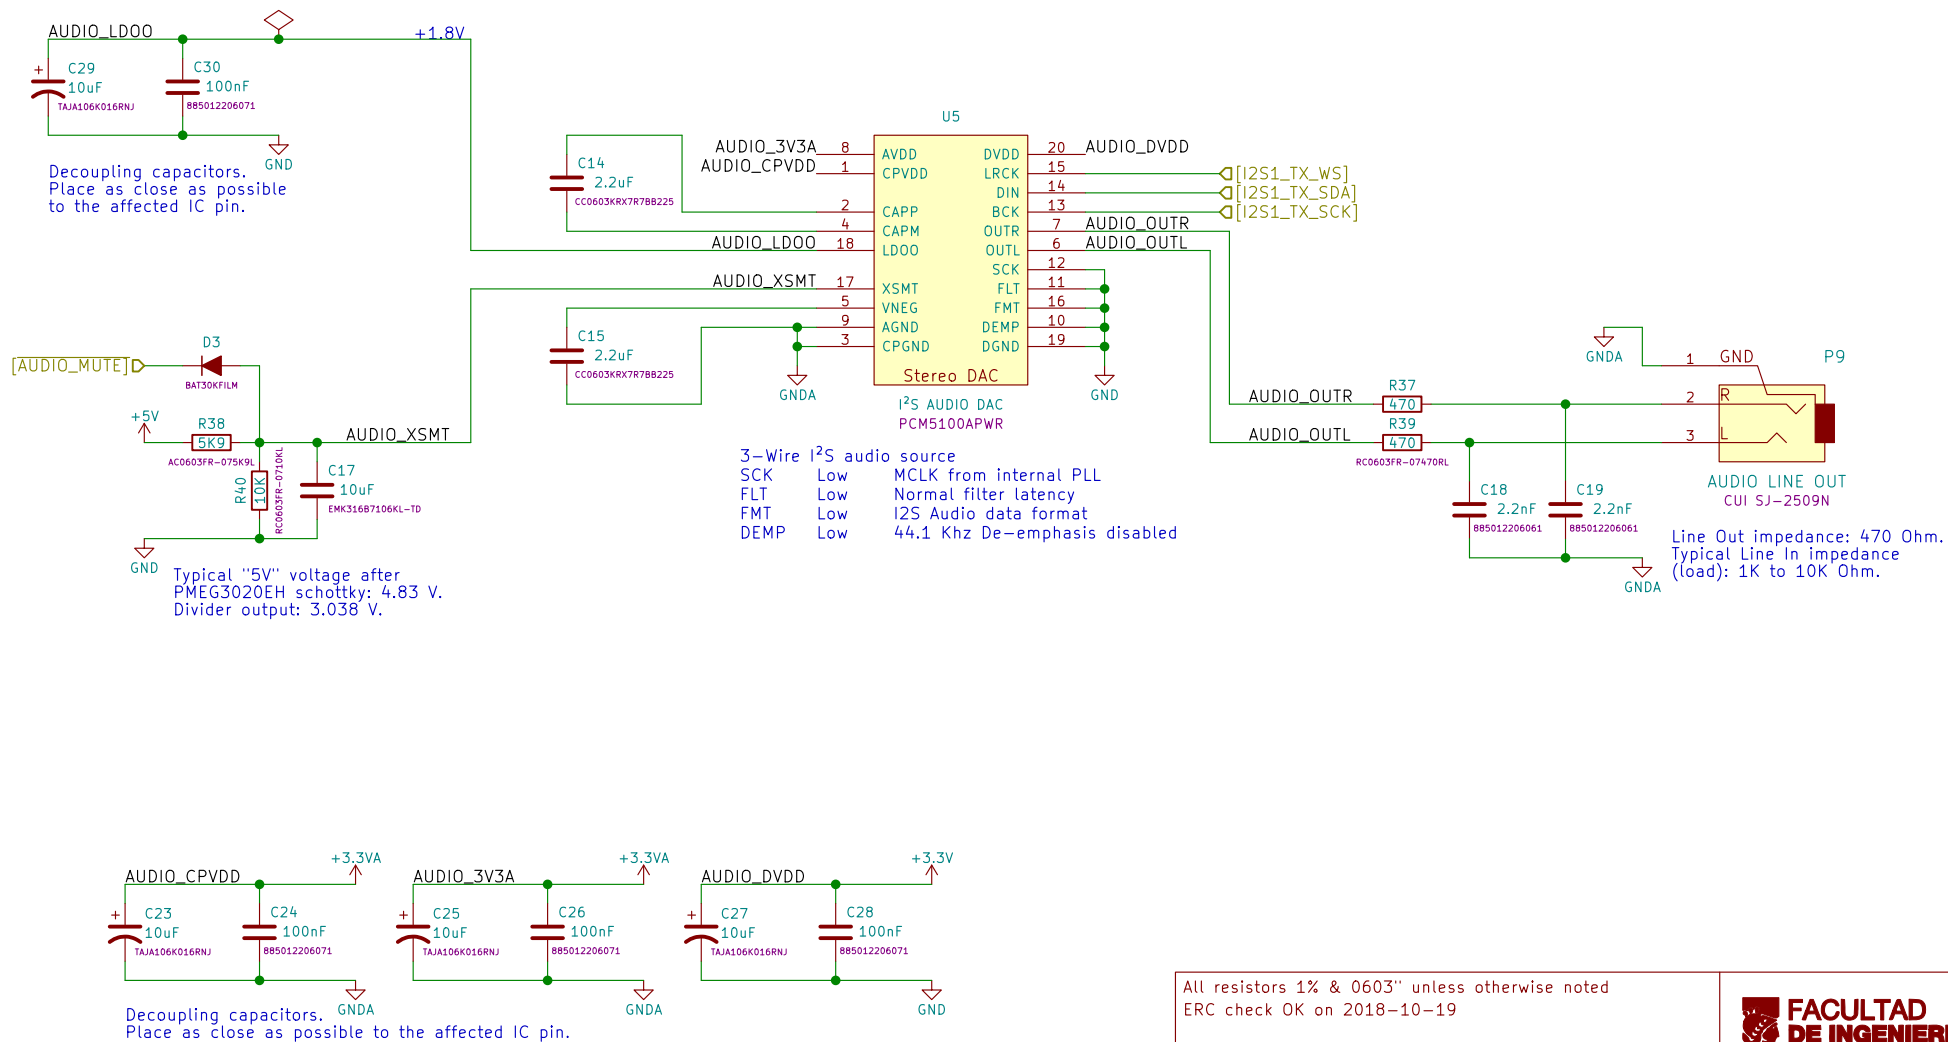 AUDIO_LDOO
+1.8V
+
C29
10uF
TAJA106K016RNJ
C30
100nF
885012206071
GND
Decoupling capacitors.
Place as close as possible
to the affected IC pin.
C14
2.2uF
CC0603KRX7R7BB225
U5
AUDIO_3V3A
8
AVDD
AUDIO_CPVDD
1
CPVDD
2
CAPP
4
CAPM
AUDIO_LDOO
18
LDOO
AUDIO_XSMT
17
XSMT
5
VNEG
9
AGND
3
CPGND
DVDD
20
AUDIO_DVDD
LRCK
15
[I2S1_TX_WS]
DIN
14
[I2S1_TX_SDA]
BCK
13
[I2S1_TX_SCK]
OUTR
7
AUDIO_OUTR
OUTL
6
AUDIO_OUTL
SCK
12
FLT
11
FMT
16
DEMP
10
DGND
19
Stereo DAC
I²S AUDIO DAC
PCM5100APWR
C15
2.2uF
CC0603KRX7R7BB225
GNDA
GND
[AUDIO_MUTE]
D3
BAT30KFILM
+5V
R38
5K9
AC0603FR-075K9L
AUDIO_XSMT
R40
10K
RC0603FR-0710KL
C17
10uF
EMK316B7106KL-TD
GND
Typical "5V" voltage after
PMEG3020EH schottky: 4.83 V.
Divider output: 3.038 V.
3-Wire I²S audio source
SCK Low MCLK from internal PLL
FLT Low Normal filter latency
FMT Low I2S Audio data format
DEMP Low 44.1 Khz De-emphasis disabled
AUDIO_OUTR
R37
470
AUDIO_OUTL
R39
470
RC0603FR-07470RL
C18
2.2nF
885012206061
C19
2.2nF
885012206061
GNDA
GNDA
1
GND
P9
2
R
3
L
AUDIO LINE OUT
CUI SJ-2509N
Line Out impedance: 470 Ohm.
Typical Line In impedance
(load): 1K to 10K Ohm.
AUDIO_CPVDD
+3.3VA
+
C23
10uF
TAJA106K016RNJ
C24
100nF
885012206071
GNDA
AUDIO_3V3A
+3.3VA
+
C25
10uF
TAJA106K016RNJ
C26
100nF
885012206071
GNDA
AUDIO_DVDD
+3.3V
+
C27
10uF
TAJA106K016RNJ
C28
100nF
885012206071
GND
Decoupling capacitors.
Place as close as possible to the affected IC pin.
All resistors 1% & 0603" unless otherwise noted
ERC check OK on 2018-10-19
FACULTAD
DE INGENIERI